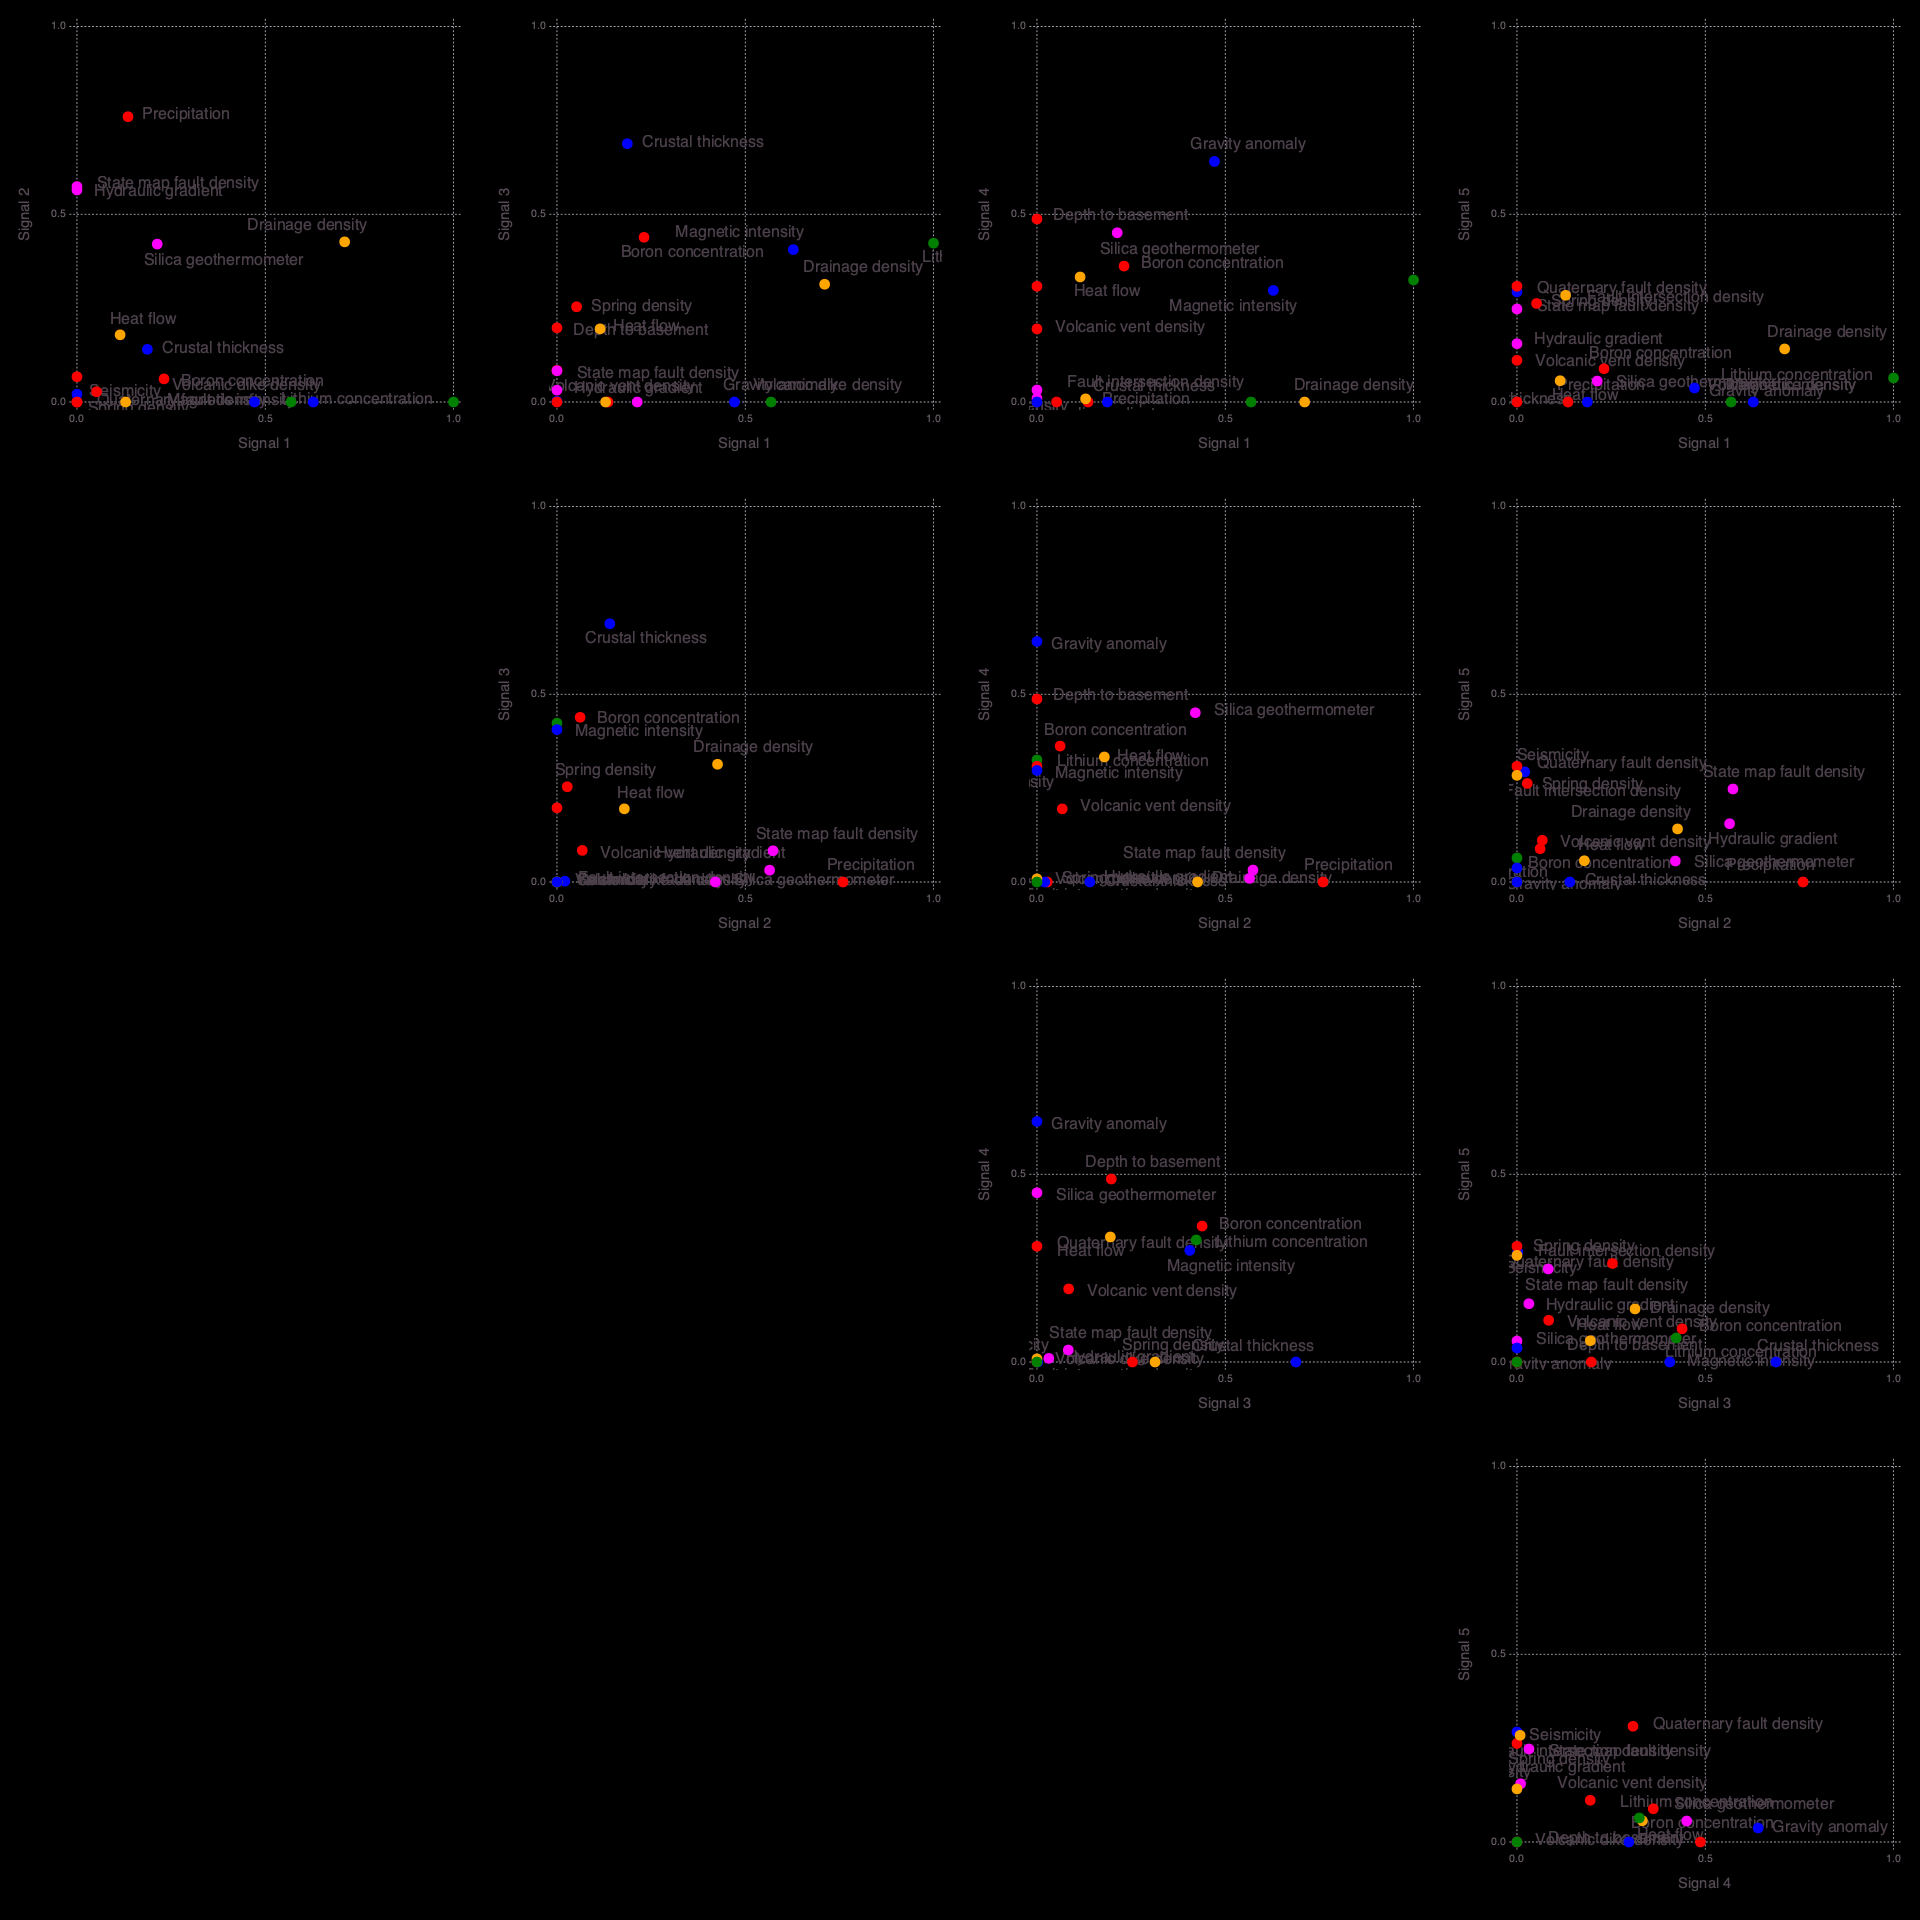 1.0
Precipitation
State map fault density
Hydraulic gradient
0.5
Drainage density
Silica geothermometer
Heat flow
Crustal thickness
Boron concentration
Volcanic dike density
Seismicity
Lithium concentration
Spring density
0.0
0.0 0.5 1.0
Signal 1
Signal 2
1.0
Crustal thickness
0.5
Magnetic intensity
Boron concentration
Drainage density
Spring density
Heat flow
Depth to basement
State map fault density
Hydraulic gradient
Gravity anomaly
Volcanic dike density
0.0
0.0 0.5 1.0
Signal 1
Signal 3
1.0
Gravity anomaly
0.5
Depth to basement
Silica geothermometer
Boron concentration
Heat flow
Magnetic intensity
Volcanic vent density
Fault intersection density
Crustal thickness
Drainage density
Precipitation
0.0
0.0 0.5 1.0
Signal 1
Signal 4
1.0
0.5
Quaternary fault density
Fault intersection density
Spring density
State map fault density
Drainage density
Hydraulic gradient
Boron concentration
Volcanic vent density
Lithium concentration
Silica geothermometer
Precipitation
Heat flow
Gravity anomaly
0.0
0.0 0.5 1.0
Signal 1
Signal 5
1.0
Crustal thickness
0.5
Boron concentration
Magnetic intensity
Drainage density
Spring density
Heat flow
State map fault density
Volcanic vent density
Hydraulic gradient
Precipitation
Silica geothermometer
0.0
0.0 0.5 1.0
Signal 2
Signal 3
1.0
Gravity anomaly
0.5
Depth to basement
Silica geothermometer
Boron concentration
Heat flow
Lithium concentration
Magnetic intensity
Volcanic vent density
State map fault density
Precipitation
Hydraulic gradient
Drainage density
Crustal thickness
0.0
0.0 0.5 1.0
Signal 2
Signal 4
1.0
0.5
Seismicity
Quaternary fault density
State map fault density
Spring density
Fault intersection density
Drainage density
Hydraulic gradient
Volcanic vent density
Heat flow
Boron concentration
Silica geothermometer
Precipitation
Crustal thickness
Gravity anomaly
0.0
0.0 0.5 1.0
Signal 2
Signal 5
1.0
0.5
Gravity anomaly
Depth to basement
Silica geothermometer
Boron concentration
Quaternary fault density
Lithium concentration
Heat flow
Magnetic intensity
Volcanic vent density
State map fault density
Spring density
Crustal thickness
Hydraulic gradient
0.0
0.0 0.5 1.0
Signal 3
Signal 4
1.0
0.5
Spring density
Fault intersection density
Quaternary fault density
Seismicity
State map fault density
Hydraulic gradient
Drainage density
Volcanic vent density
Heat flow
Boron concentration
Silica geothermometer
Depth to basement
Crustal thickness
Lithium concentration
Magnetic intensity
Gravity anomaly
0.0
0.0 0.5 1.0
Signal 3
Signal 5
1.0
0.5
Quaternary fault density
Seismicity
State map fault density
Spring density
Hydraulic gradient
Volcanic vent density
Lithium concentration
Silica geothermometer
Boron concentration
Gravity anomaly
Heat flow
Depth to basement
Volcanic dike density
0.0
0.0 0.5 1.0
Signal 4
Signal 5